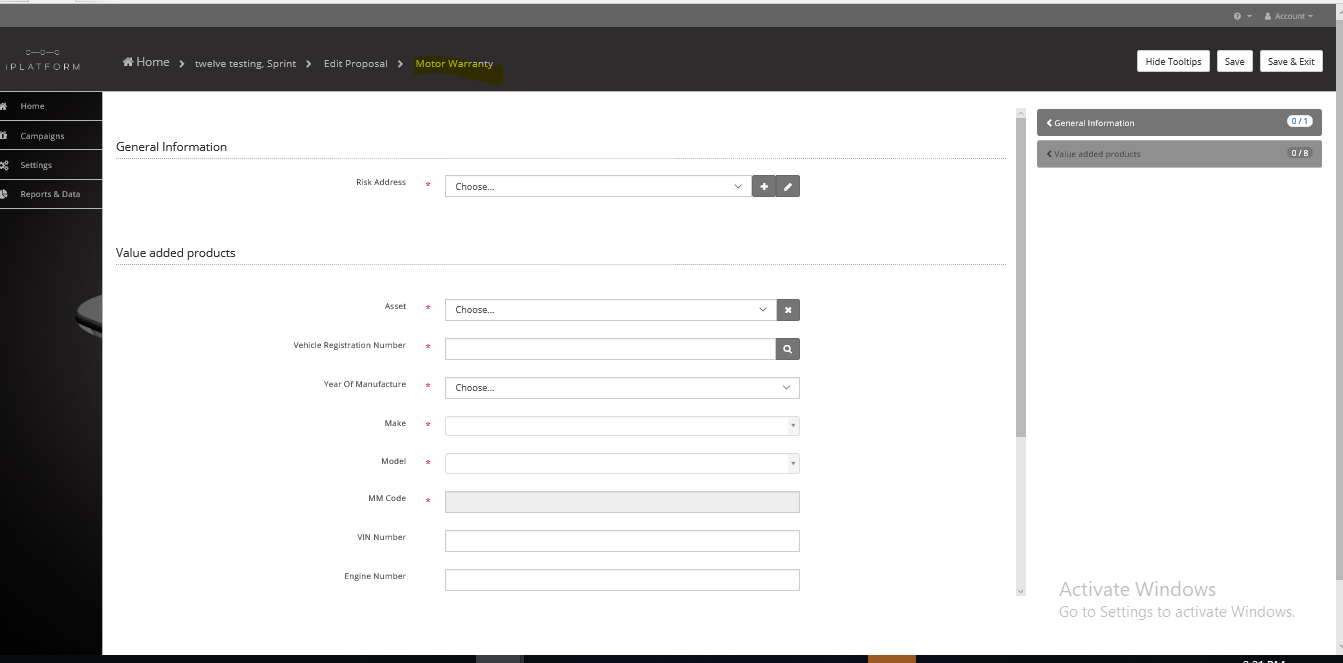 Account
iPLATFORM
Home > twelve testing, Sprint > Edit Proposal > Motor Warranty
Hide Tooltips
Save
Save & Exit
Home
Campaigns
Settings
Reports & Data
General Information
Risk Address *
Choose...
Value added products
Asset *
Choose...
Vehicle Registration Number *
Year Of Manufacture *
Choose...
Make *
Model *
MM Code *
VIN Number
Engine Number
General Information 0 / 1
Value added products 0 / 8
Activate Windows
Go to Settings to activate Windows.